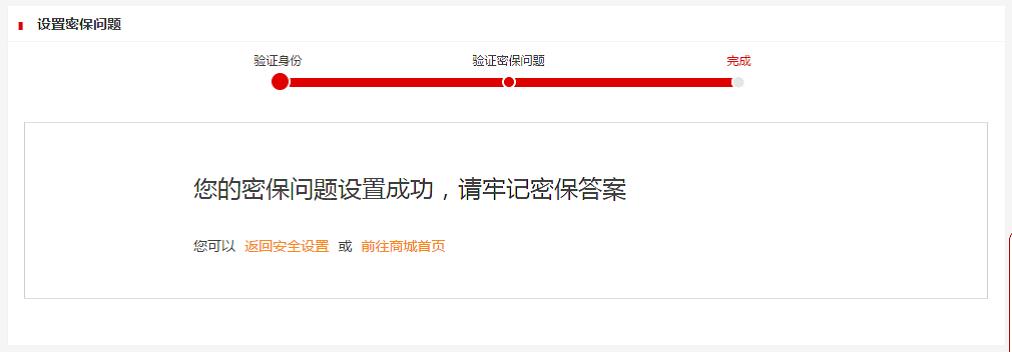 设置密保问题
验证身份 验证密保问题 完成
您的密保问题设置成功，请牢记密保答案
您可以 返回安全设置 或 前往商城首页